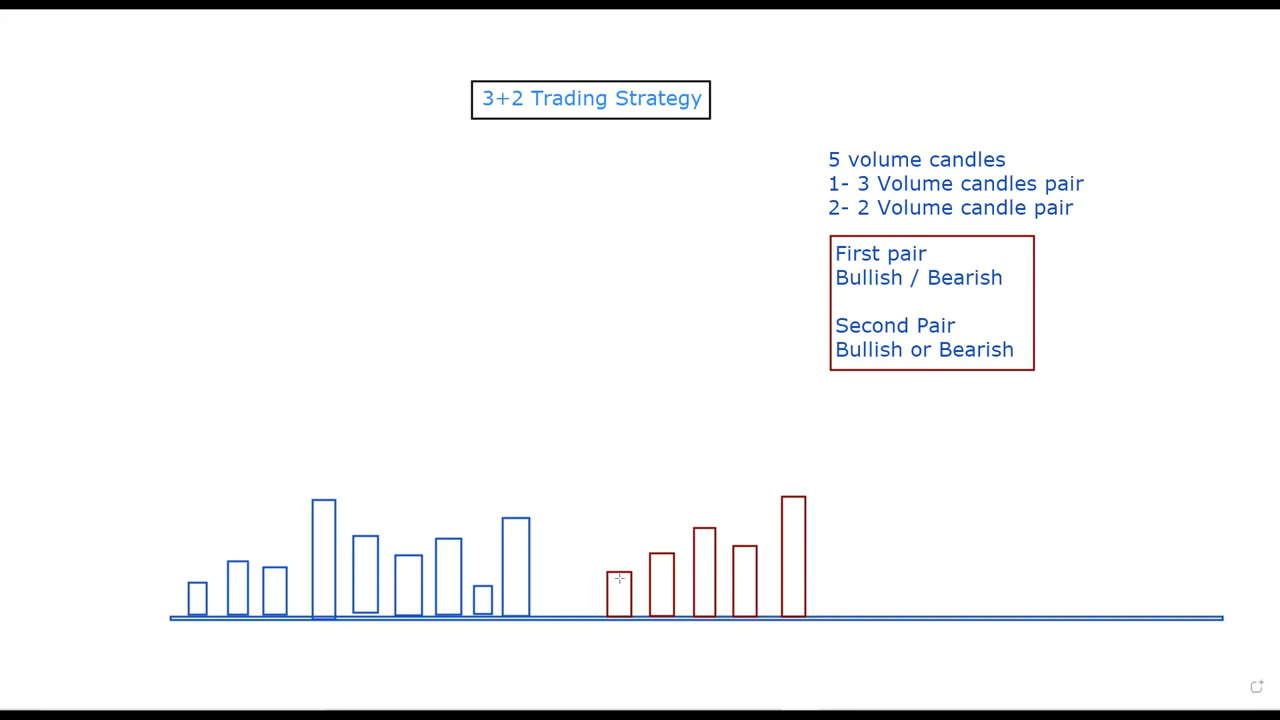 3+2 Trading Strategy
5 volume candles
1- 3 Volume candles pair
2- 2 Volume candle pair
First pair
Bullish / Bearish
Second Pair
Bullish or Bearish